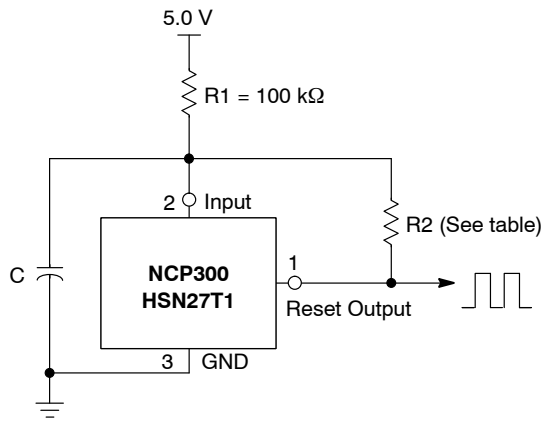 5.0 V
R1 = 100 kΩ
2 Input
R2 (See table)
C
NCP300
HSN27T1
1
Reset Output
3 GND